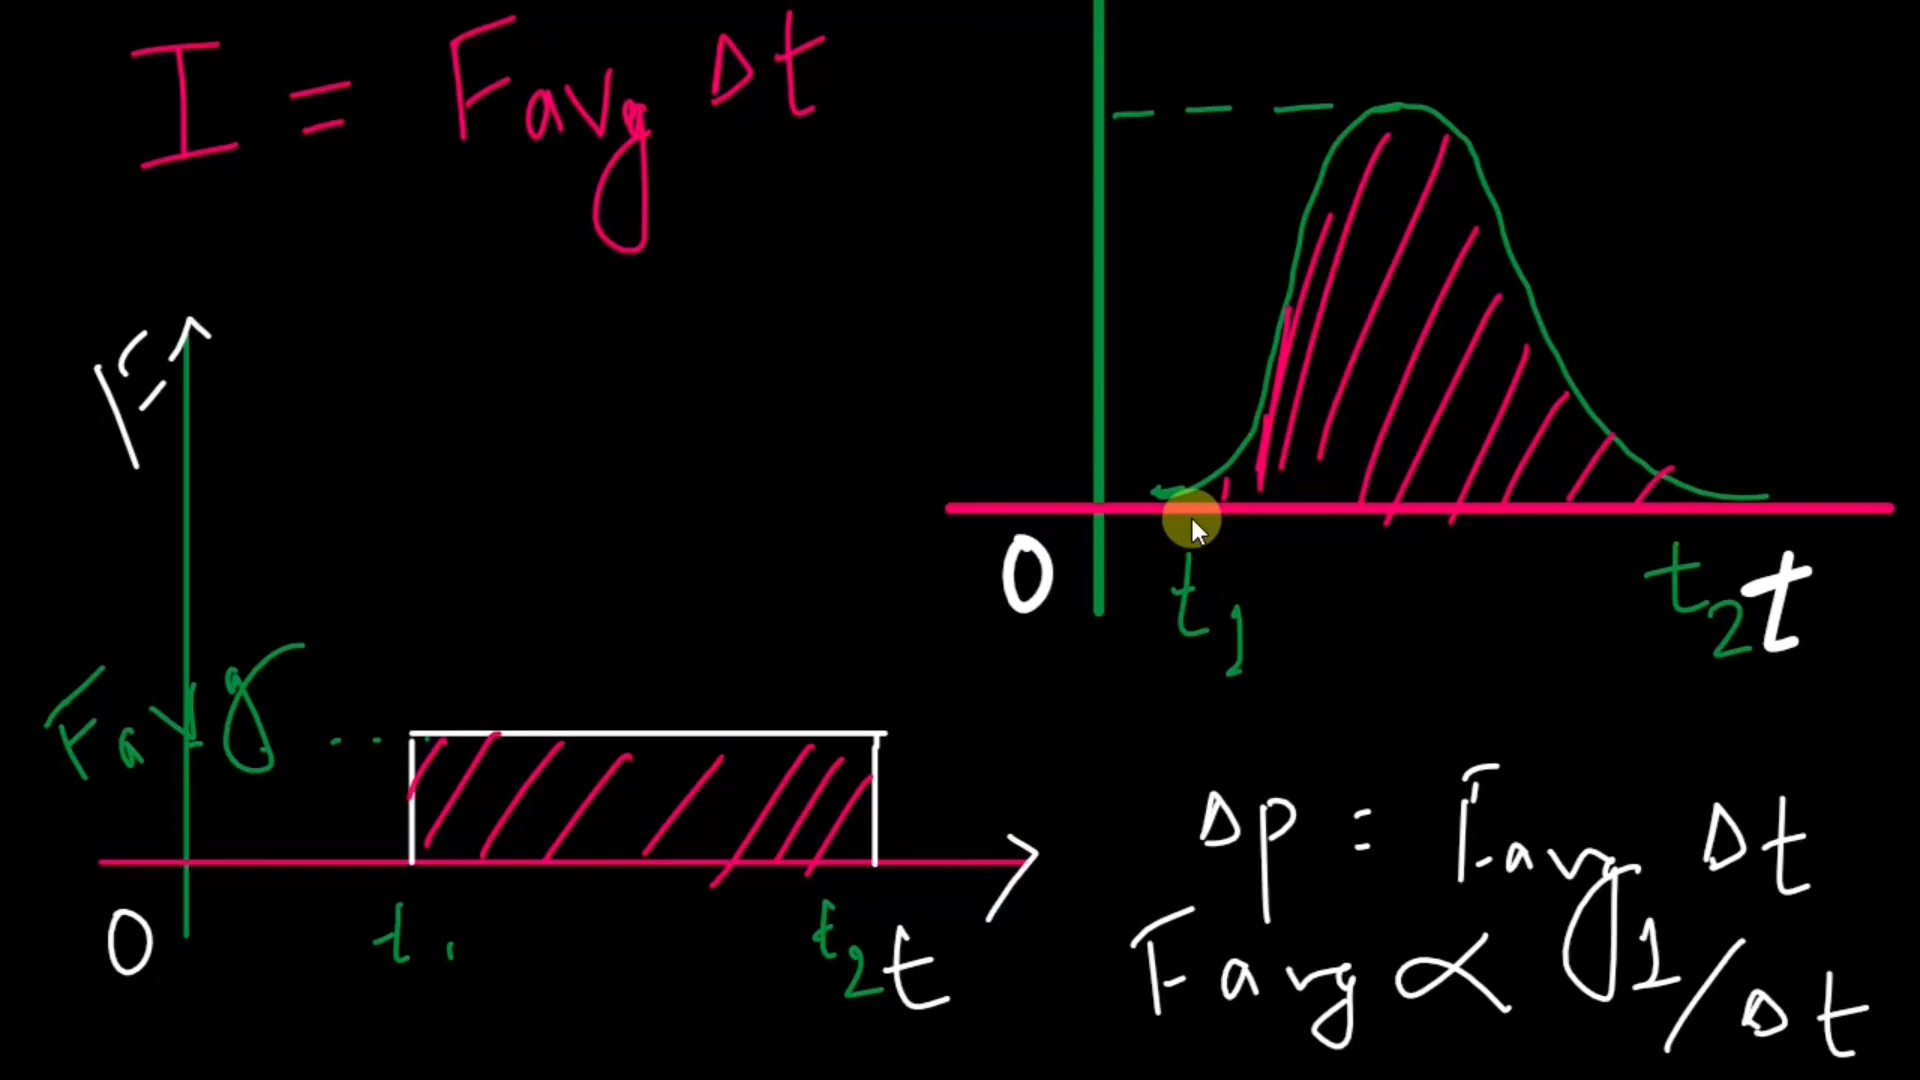 I = Favg Δt
0
t1
t2
t
F
Favg
0
t1
t2
t
Δp = Favg Δt
Favg ∝ 1/Δt